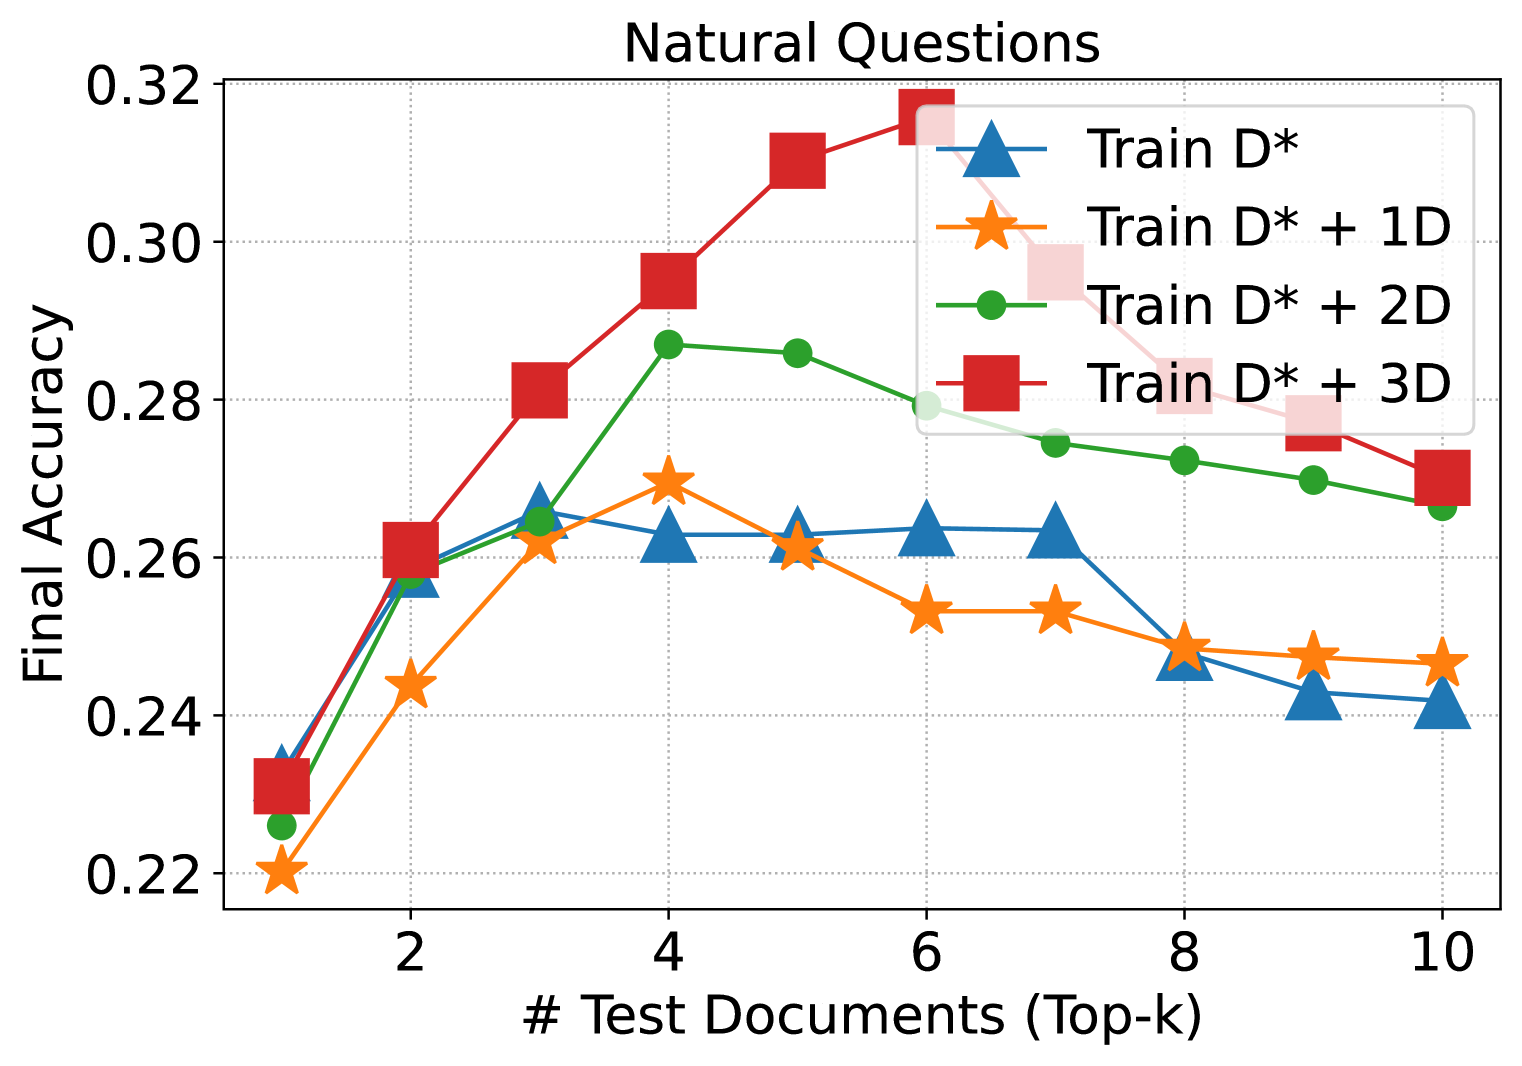 Natural Questions
0.32
0.30
0.28
0.26
0.24
0.22
Final Accuracy
Train D*
Train D* + 1D
Train D* + 2D
Train D* + 3D
2 4 6 8 10
# Test Documents (Top-k)